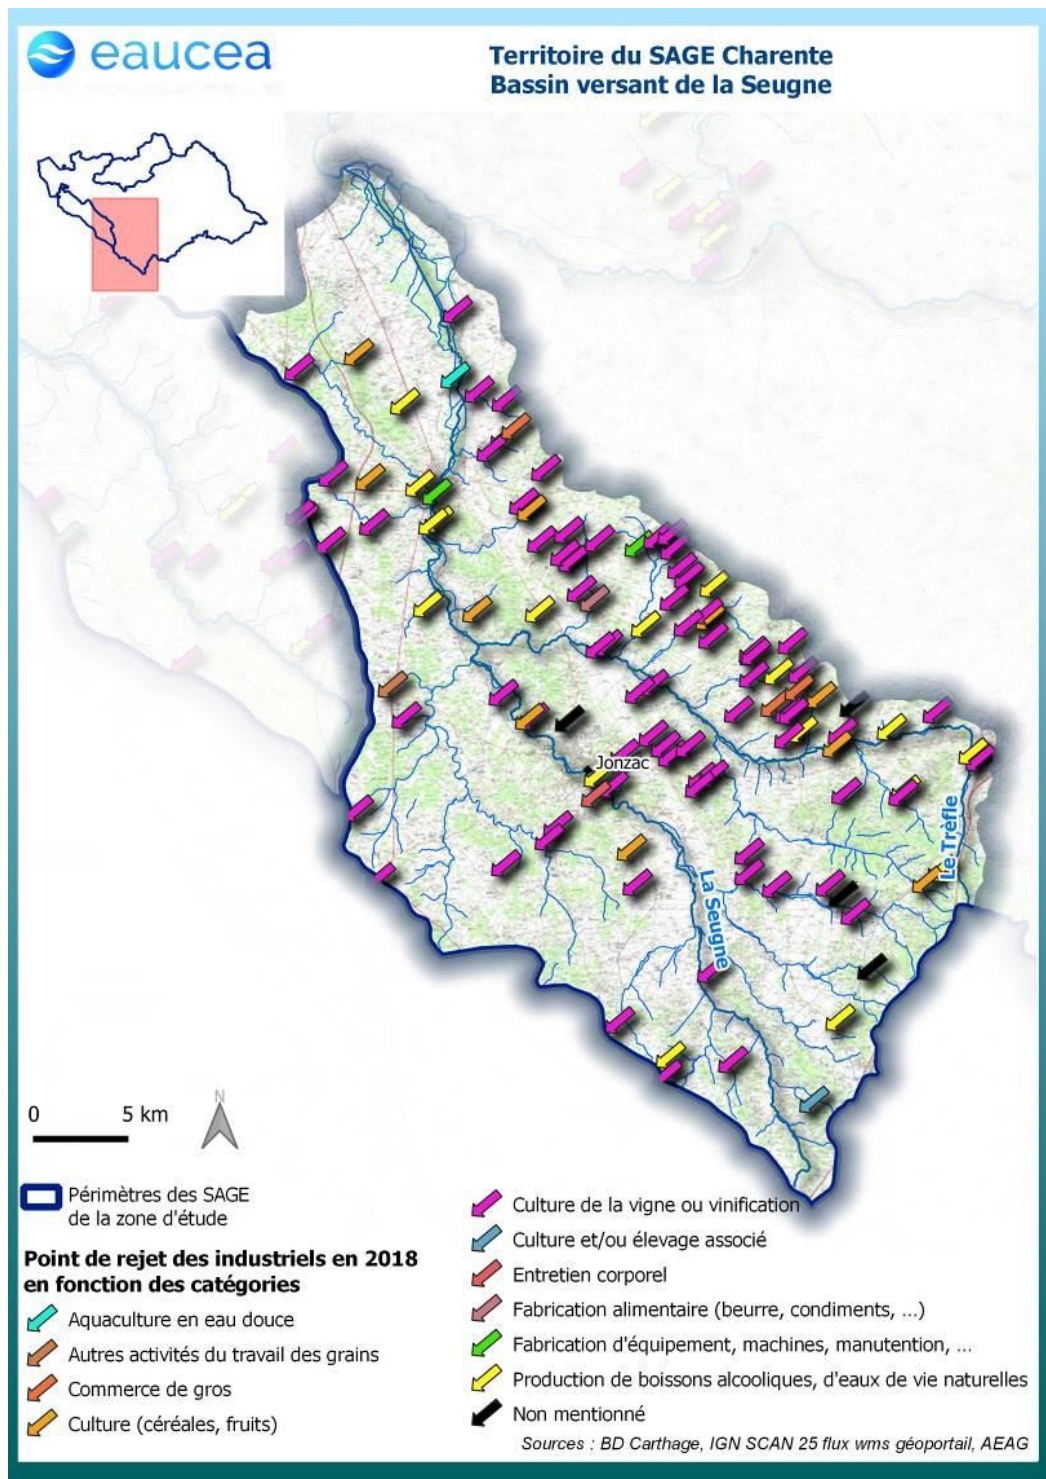 eaucea
Territoire du SAGE Charente
Bassin versant de la Seugne
Jonzac
Le Trèfle
La Seugne
0 5 km
N
Périmètres des SAGE
de la zone d'étude
Point de rejet des industriels en 2018
en fonction des catégories
Aquaculture en eau douce
Autres activités du travail des grains
Commerce de gros
Culture (céréales, fruits)
Culture de la vigne ou vinification
Culture et/ou élevage associé
Entretien corporel
Fabrication alimentaire (beurre, condiments, ...)
Fabrication d'équipement, machines, manutention, ...
Production de boissons alcooliques, d'eaux de vie naturelles
Non mentionné
Sources : BD Carthage, IGN SCAN 25 flux wms géoportail, AEAG